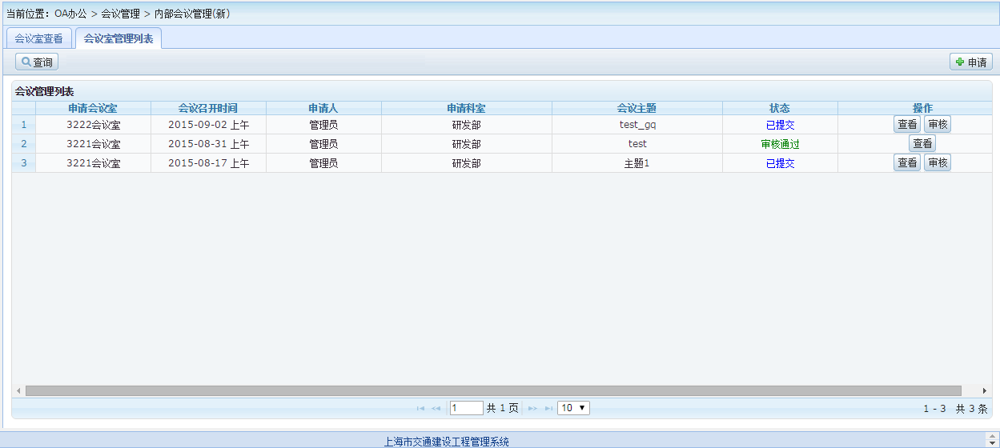 当前位置：OA办公 > 会议管理 > 内部会议管理(新)
会议室查看 会议室管理列表
查询 申请
会议管理列表
申请会议室 会议召开时间 申请人 申请科室 会议主题 状态 操作
1 3222会议室 2015-09-02 上午 管理员 研发部 test_gq 已提交 查看 审核
2 3221会议室 2015-08-31 上午 管理员 研发部 test 审核通过 查看
3 3221会议室 2015-08-17 上午 管理员 研发部 主题1 已提交 查看 审核
1 共 1 页 10 1 - 3 共 3 条
上海市交通建设工程管理系统